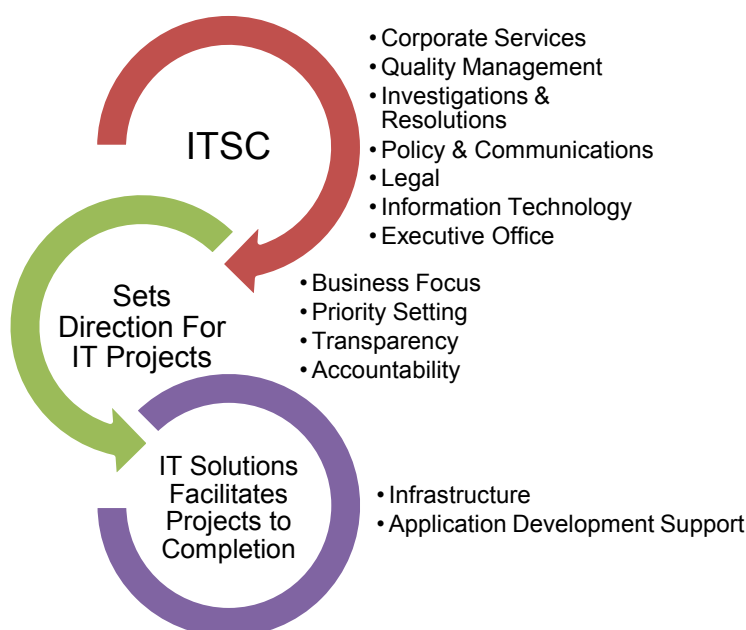 ITSC
• Corporate Services
• Quality Management
• Investigations &
Resolutions
• Policy & Communications
• Legal
• Information Technology
• Executive Office
Sets
Direction For
IT Projects
• Business Focus
• Priority Setting
• Transparency
• Accountability
IT Solutions
Facilitates
Projects to
Completion
• Infrastructure
• Application Development Support